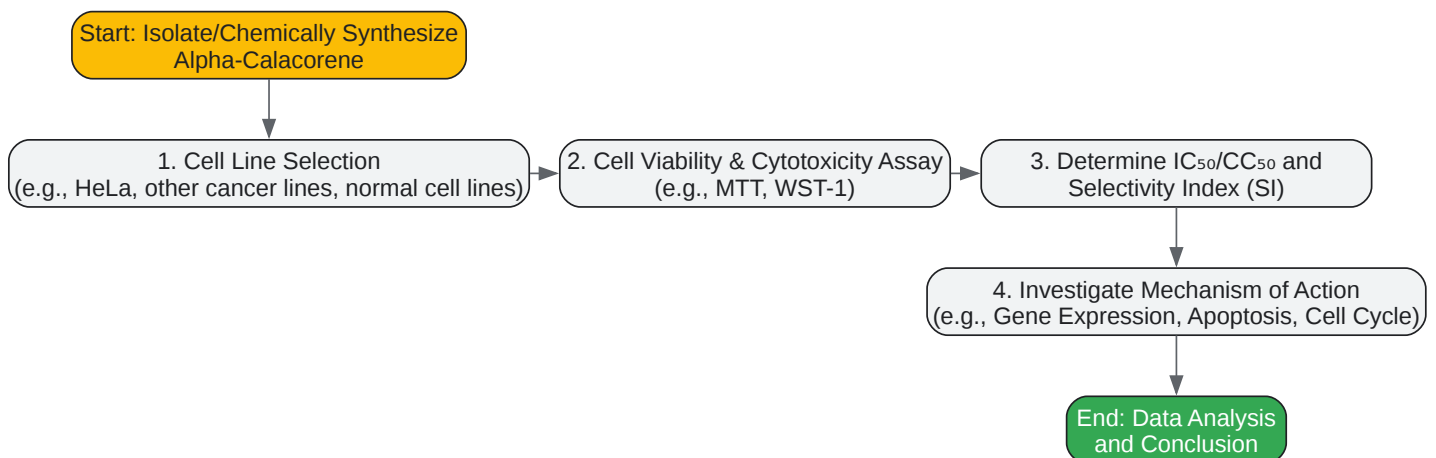 Start: Isolate/Chemically Synthesize
Alpha-Calacorene
1. Cell Line Selection
(e.g., HeLa, other cancer lines, normal cell lines)
2. Cell Viability & Cytotoxicity Assay
(e.g., MTT, WST-1)
3. Determine IC₅₀/CC₅₀ and
Selectivity Index (SI)
4. Investigate Mechanism of Action
(e.g., Gene Expression, Apoptosis, Cell Cycle)
End: Data Analysis
and Conclusion